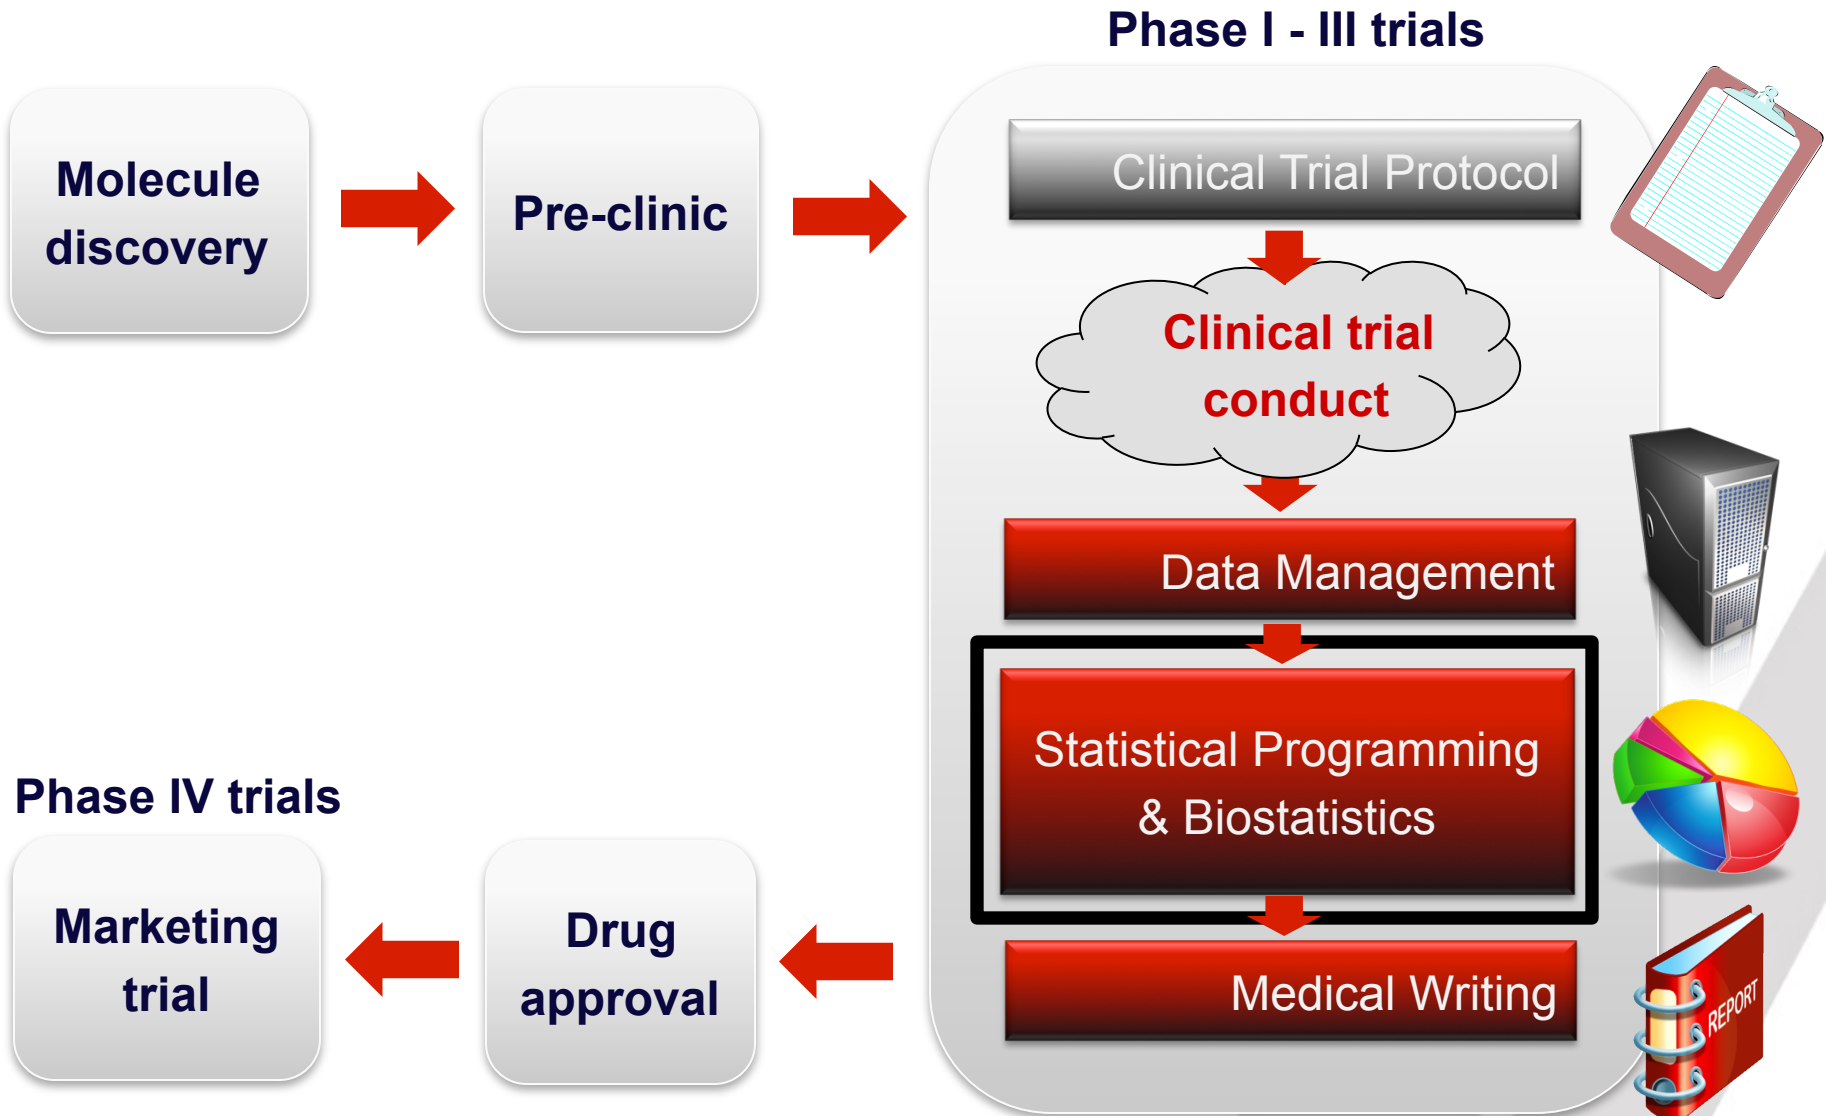 Phase I - III trials
Molecule
discovery
Pre-clinic
Clinical Trial Protocol
Clinical trial
conduct
Data Management
Statistical Programming
& Biostatistics
Medical Writing
REPORT
Drug
approval
Phase IV trials
Marketing
trial